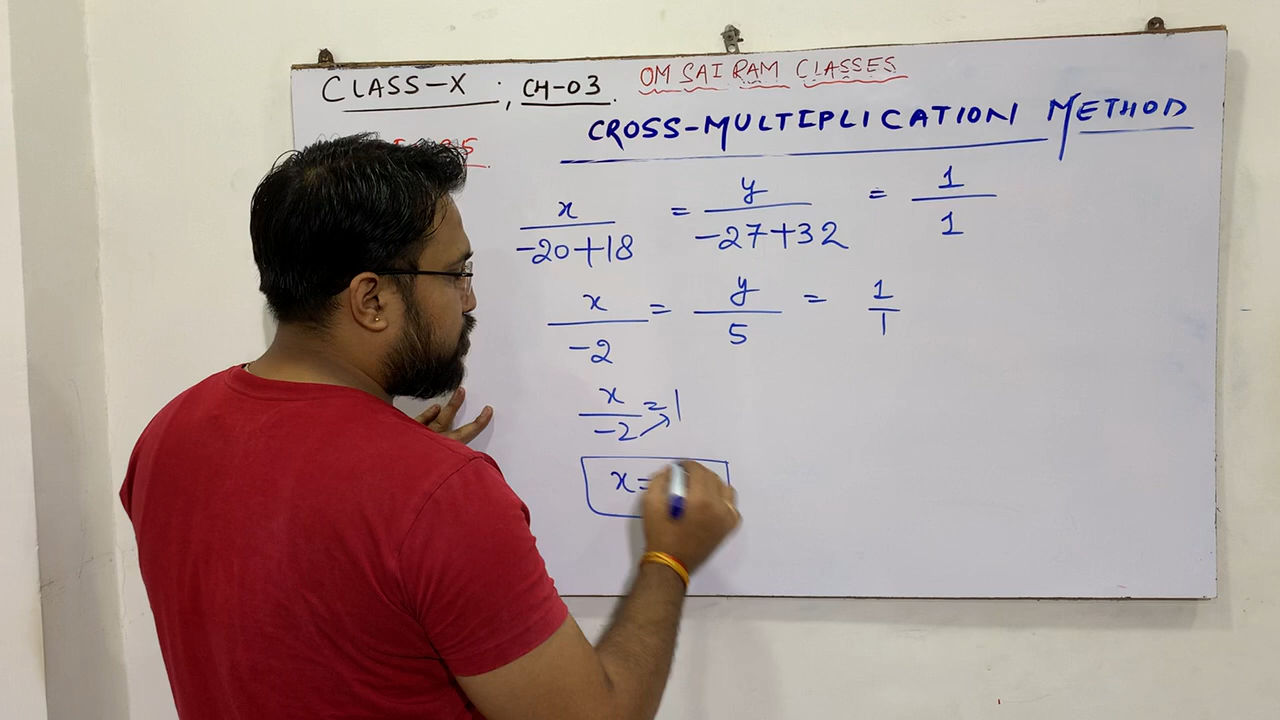 CLASS-X ; CH-03.
OM SAI RAM CLASSES
CROSS-MULTIPLICATION METHOD
x/-20+18 = y/-27+32 = 1/1
x/-2 = y/5 = 1/1
x/-2 = 1
x=